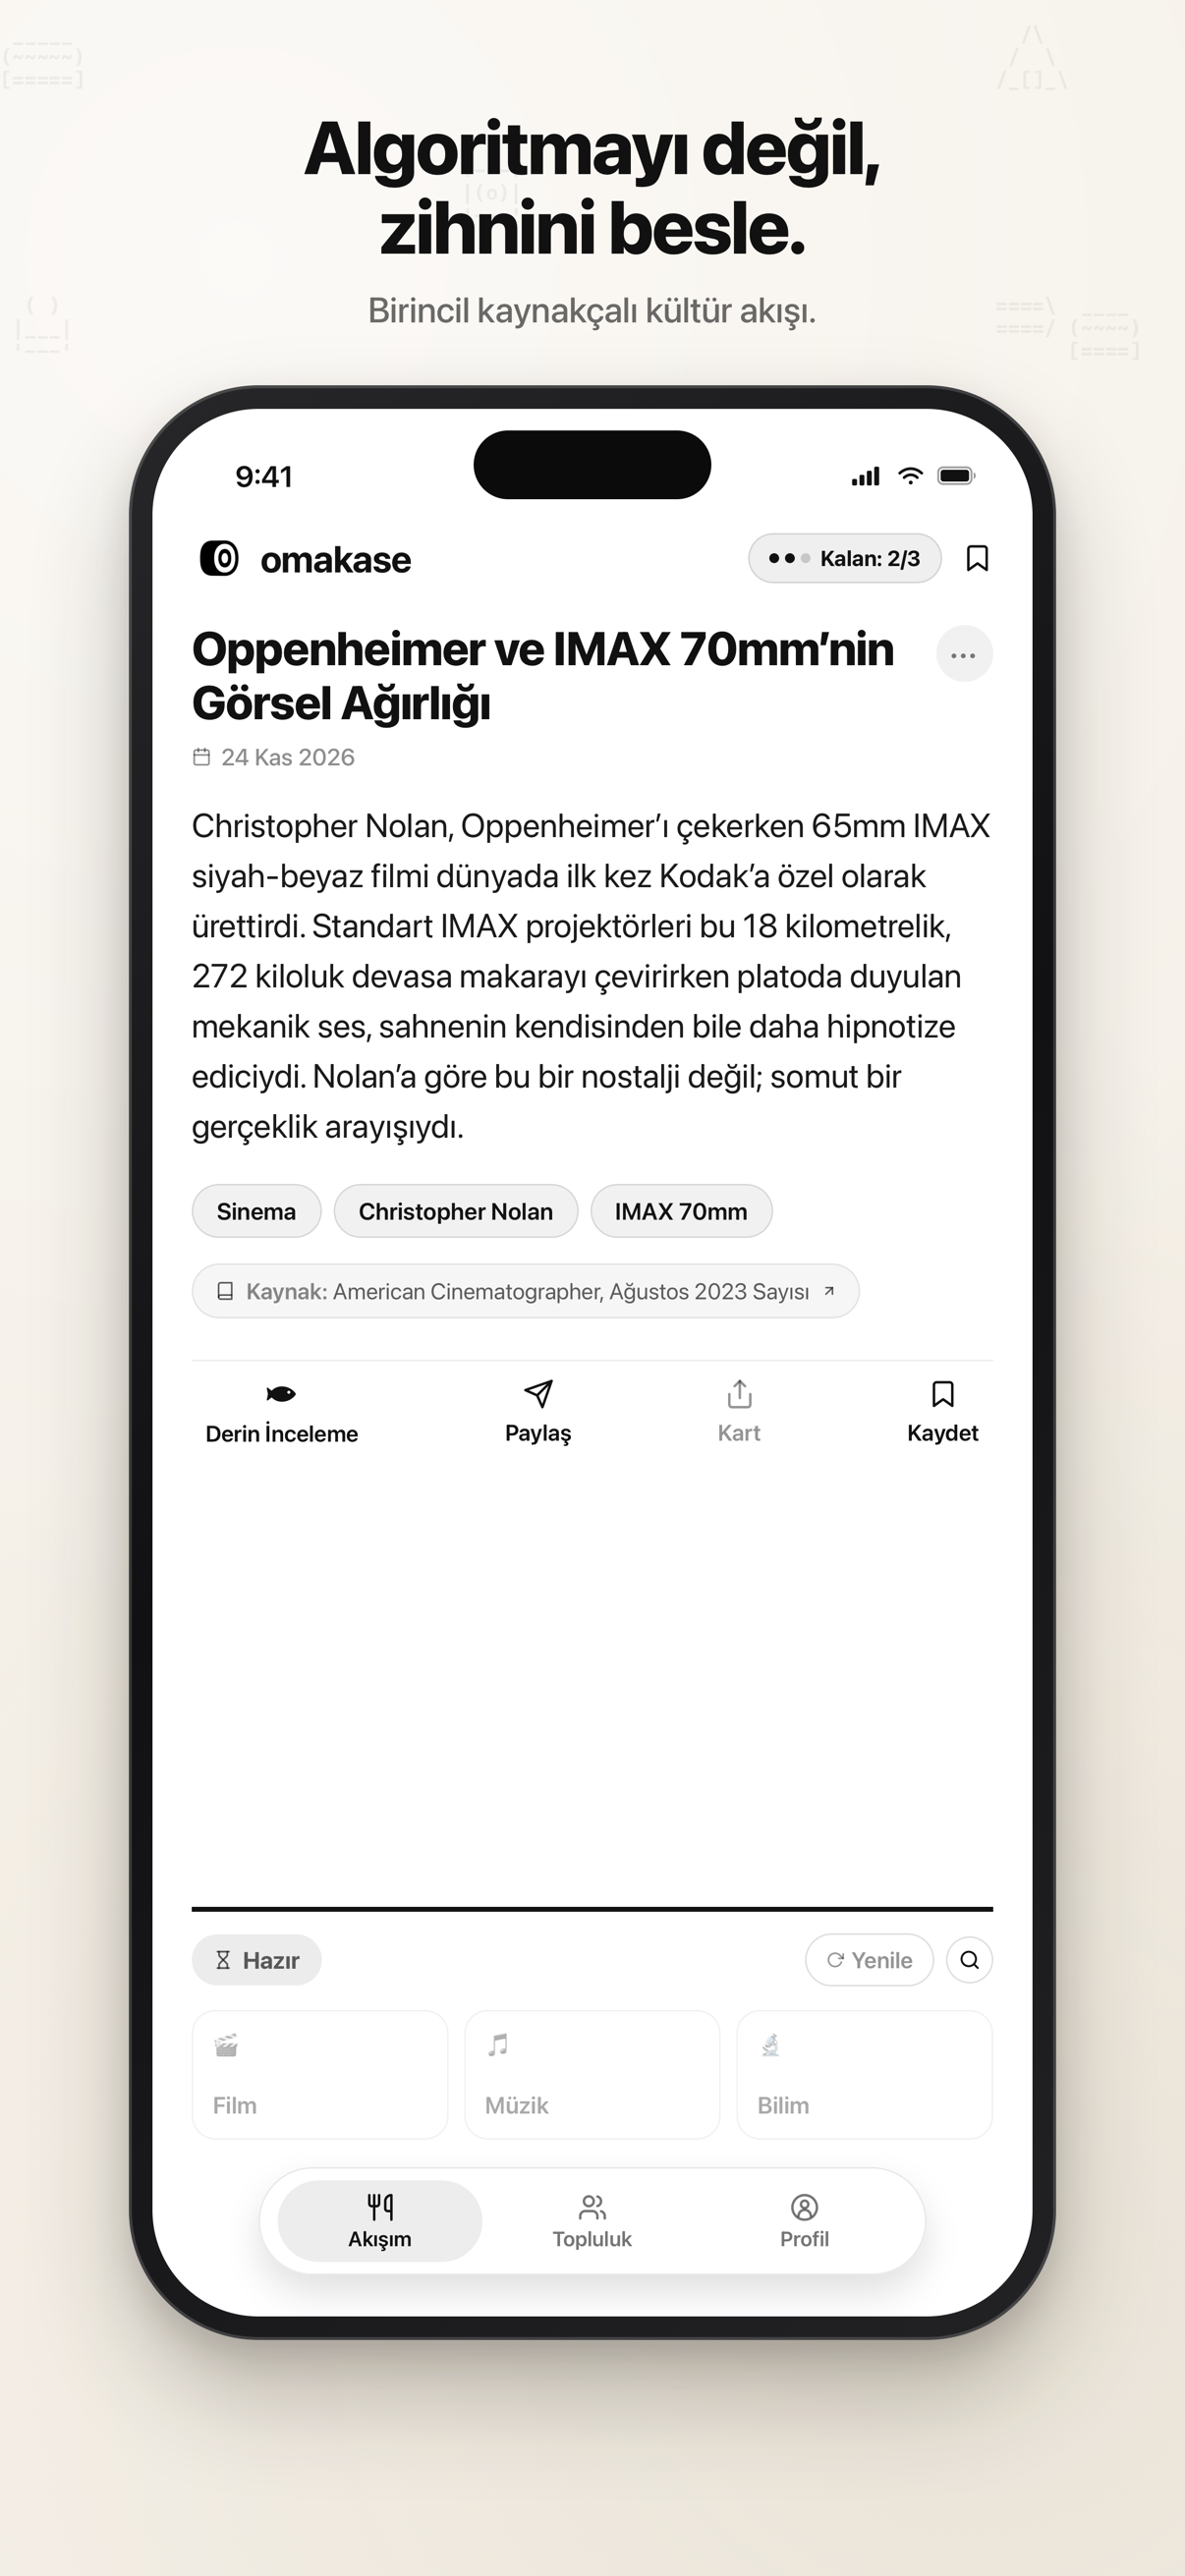 Algoritmayı değil,
zihnini besle.
Birincil kaynakçalı kültür akışı.
9:41
omakase
Kalan: 2/3
Oppenheimer ve IMAX 70mm’nin
Görsel Ağırlığı
24 Kas 2026
Christopher Nolan, Oppenheimer’ı çekerken 65mm IMAX
siyah-beyaz filmi dünyada ilk kez Kodak’a özel olarak
ürettirdi. Standart IMAX projektörleri bu 18 kilometrelik,
272 kiloluk devasa makarayı çevirirken platoda duyulan
mekanik ses, sahnenin kendisinden bile daha hipnotize
ediciydi. Nolan’a göre bu bir nostalji değil; somut bir
gerçeklik arayışıydı.
Sinema
Christopher Nolan
IMAX 70mm
Kaynak: American Cinematographer, Ağustos 2023 Sayısı
Derin İnceleme
Paylaş
Kart
Kaydet
Hazır
Yenile
Film
Müzik
Bilim
Akışım
Topluluk
Profil